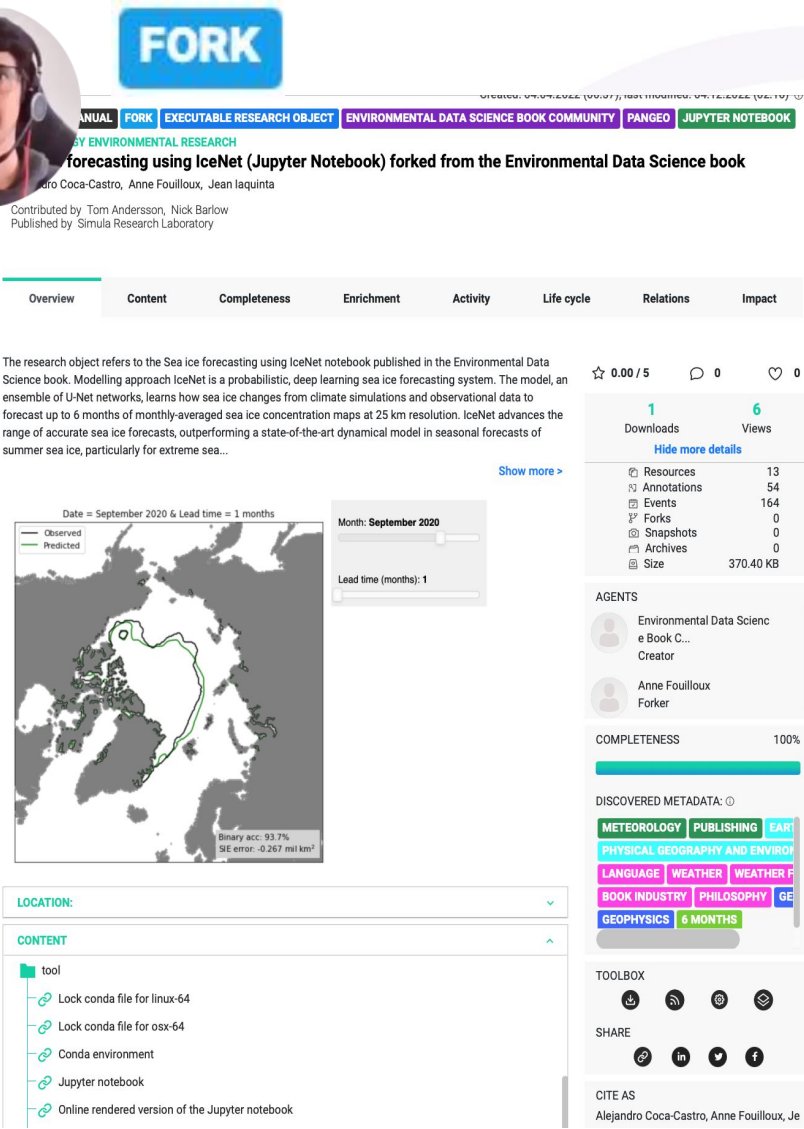 FORK
Created: 04.04.2022 (00:37), last modified: 04.12.2022 (02:10)
ANUAL FORK EXECUTABLE RESEARCH OBJECT ENVIRONMENTAL DATA SCIENCE BOOK COMMUNITY PANGEO JUPYTER NOTEBOOK
GY ENVIRONMENTAL RESEARCH
forecasting using IceNet (Jupyter Notebook) forked from the Environmental Data Science book
dro Coca-Castro, Anne Fouilloux, Jean Iaquinta
Contributed by Tom Andersson, Nick Barlow
Published by Simula Research Laboratory
Overview Content Completeness Enrichment Activity Life cycle Relations Impact
The research object refers to the Sea ice forecasting using IceNet notebook published in the Environmental Data
Science book. Modelling approach IceNet is a probabilistic, deep learning sea ice forecasting system. The model, an
ensemble of U-Net networks, learns how sea ice changes from climate simulations and observational data to
forecast up to 6 months of monthly-averaged sea ice concentration maps at 25 km resolution. IceNet advances the
range of accurate sea ice forecasts, outperforming a state-of-the-art dynamical model in seasonal forecasts of
summer sea ice, particularly for extreme sea...
Show more >
Date = September 2020 & Lead time = 1 months
Observed
Predicted
Binary acc: 93.7%
SIE error: -0.267 mil km²
Month: September 2020
Lead time (months): 1
LOCATION:
CONTENT
tool
Lock conda file for linux-64
Lock conda file for osx-64
Conda environment
Jupyter notebook
Online rendered version of the Jupyter notebook
0.00 / 5 0 0
1 6
Downloads Views
Hide more details
Resources 13
Annotations 54
Events 164
Forks 0
Snapshots 0
Archives 0
Size 370.40 KB
AGENTS
Environmental Data Scienc
e Book C...
Creator
Anne Fouilloux
Forker
COMPLETENESS 100%
DISCOVERED METADATA:
METEOROLOGY PUBLISHING EART
PHYSICAL GEOGRAPHY AND ENVIRON
LANGUAGE WEATHER WEATHER F
BOOK INDUSTRY PHILOSOPHY GE
GEOPHYSICS 6 MONTHS
TOOLBOX
SHARE
CITE AS
Alejandro Coca-Castro, Anne Fouilloux, Je